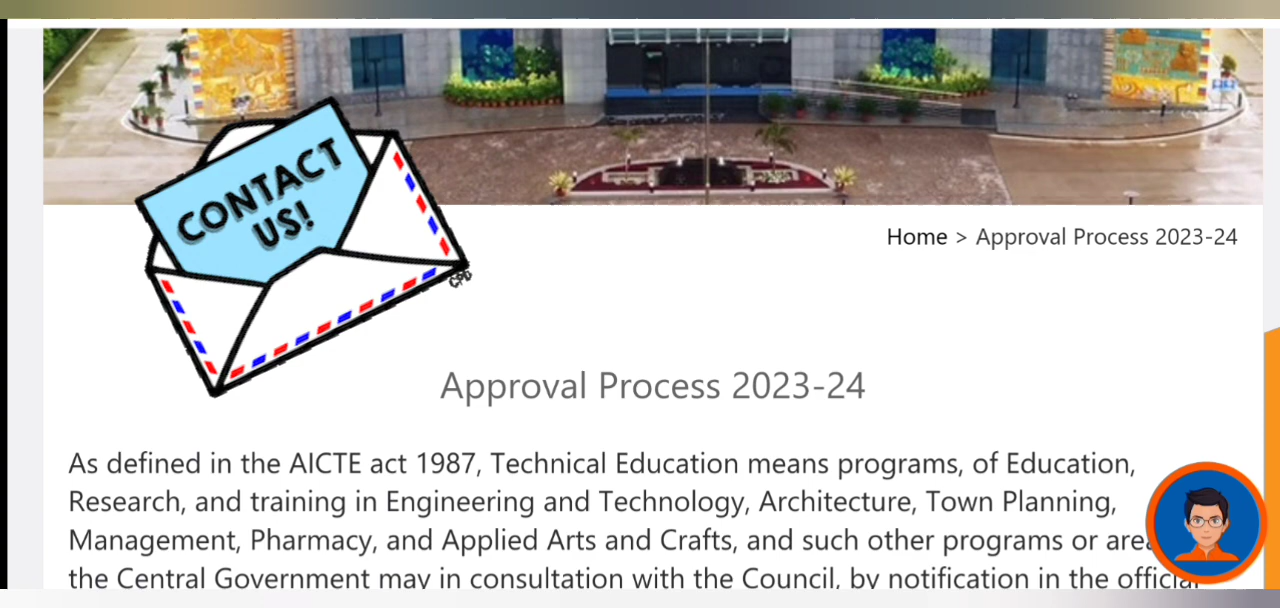 CONTACT
US!
CPD
Home > Approval Process 2023-24
Approval Process 2023-24
As defined in the AICTE act 1987, Technical Education means programs, of Education,
Research, and training in Engineering and Technology, Architecture, Town Planning,
Management, Pharmacy, and Applied Arts and Crafts, and such other programs or
the Central Government may in consultation with the Council, by notification in the official